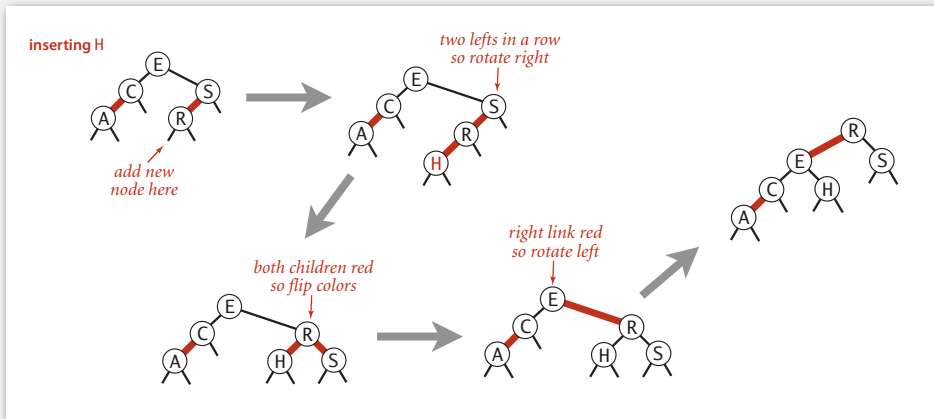 inserting H
E
C
S
A
R
add new
node here
two lefts in a row
so rotate right
E
C
S
A
R
H
both children red
so flip colors
E
C
R
A
H
S
right link red
so rotate left
E
C
R
A
H
S
R
E
S
C
H
A